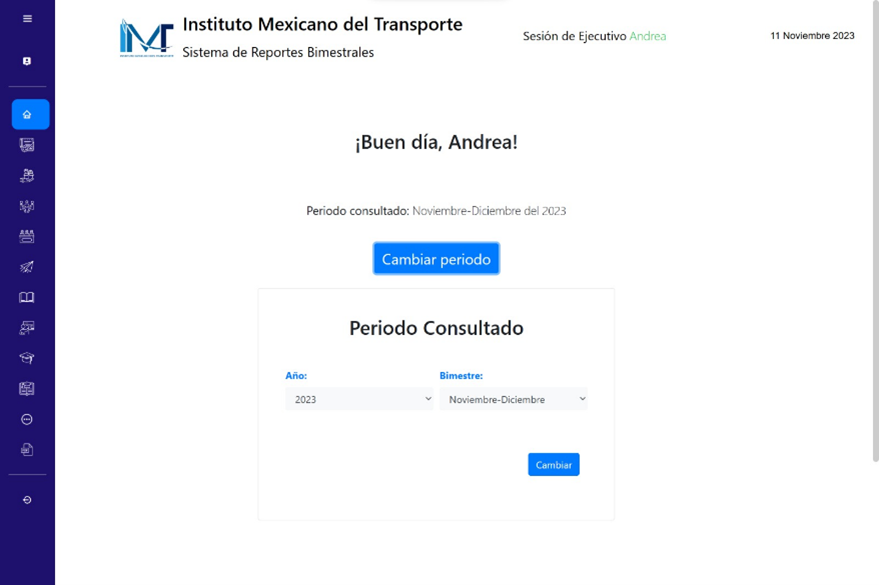 IMT
Instituto Mexicano del Transporte
Sistema de Reportes Bimestrales
Sesión de Ejecutivo Andrea
11 Noviembre 2023
¡Buen día, Andrea!
Periodo consultado: Noviembre-Diciembre del 2023
Cambiar periodo
Periodo Consultado
Año: Bimestre:
2023 Noviembre-Diciembre
Cambiar